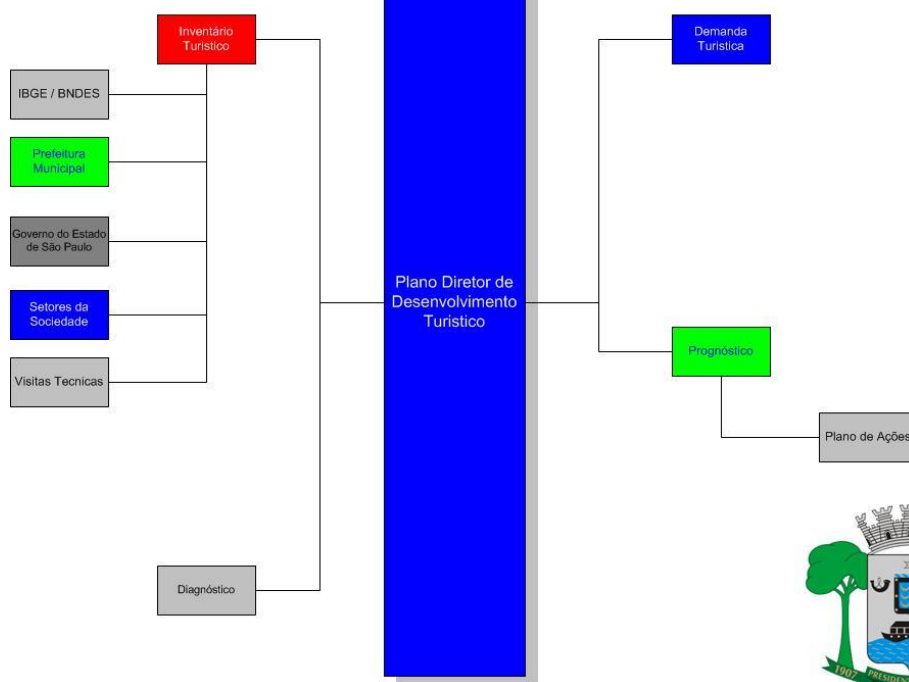 Inventário
Turistico
IBGE / BNDES
Prefeitura
Municipal
Governo do Estado
de São Paulo
Setores da
Sociedade
Visitas Tecnicas
Diagnóstico
Plano Diretor de
Desenvolvimento
Turistico
Demanda
Turistica
Prognóstico
Plano de Ações
1907